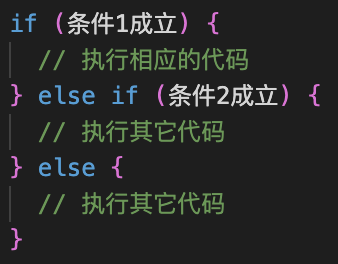 if (条件1成立) {
  // 执行相应的代码
} else if (条件2成立) {
  // 执行其它代码
} else {
  // 执行其它代码
}